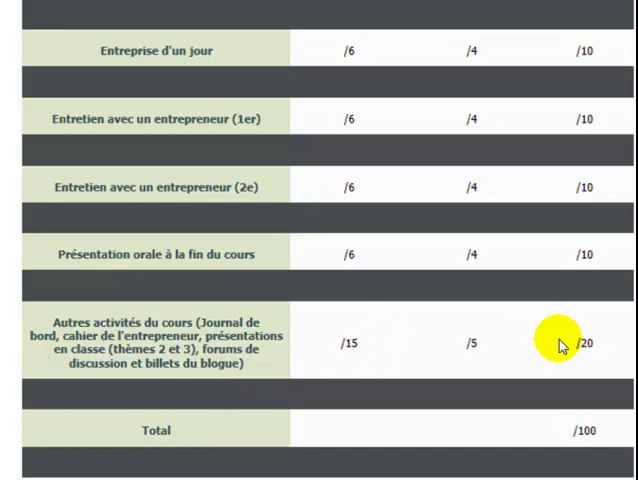 Entreprise d'un jour /6 /4 /10
Entretien avec un entrepreneur (1er) /6 /4 /10
Entretien avec un entrepreneur (2e) /6 /4 /10
Présentation orale à la fin du cours /6 /4 /10
Autres activités du cours (Journal de
bord, cahier de l'entrepreneur, présentations
en classe (thèmes 2 et 3), forums de
discussion et billets du blogue) /15 /5 /20
Total /100